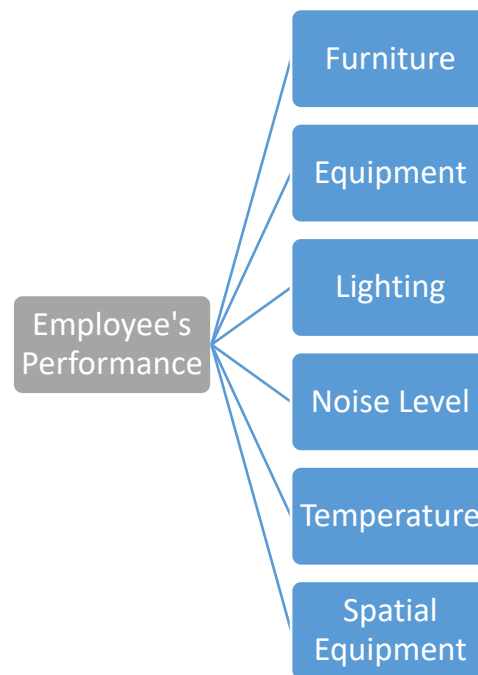 Furniture
Equipment
Lighting
Employee's
Performance
Noise Level
Temperature
Spatial
Equipment